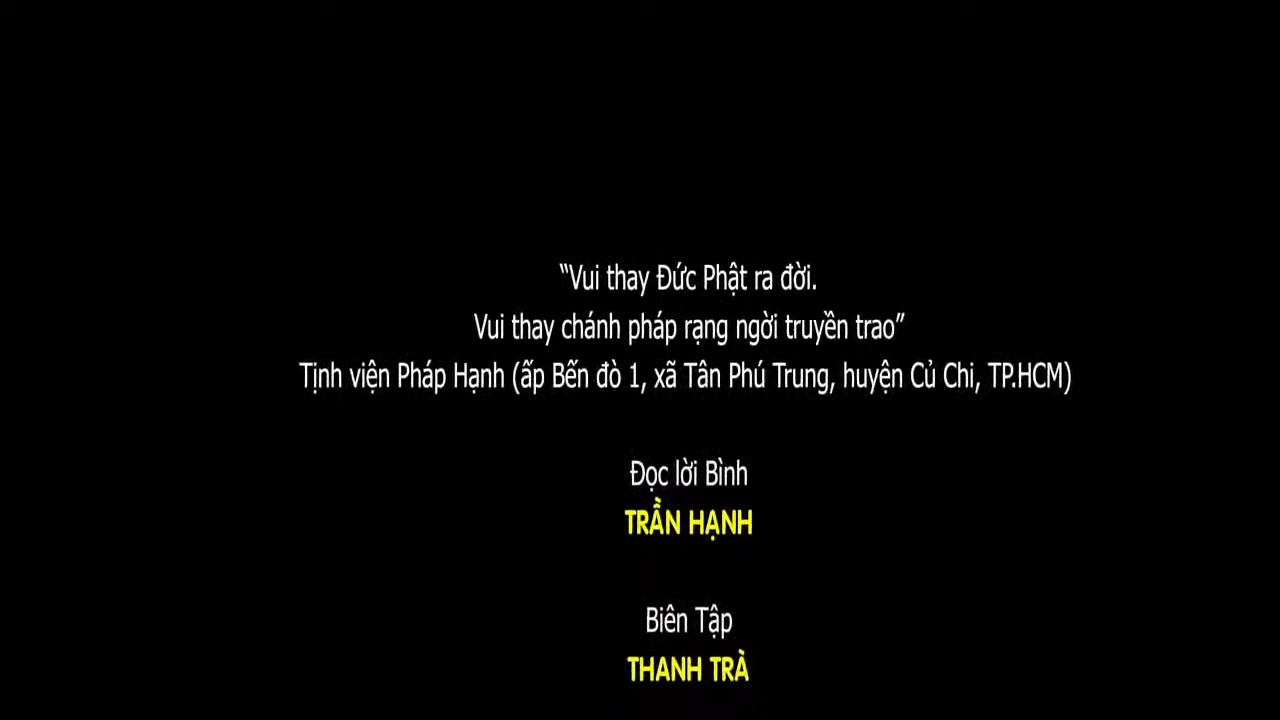 “Vui thay Đức Phật ra đời.
Vui thay chánh pháp rạng ngời truyền trao”
Tịnh viện Pháp Hạnh (ấp Bến đò 1, xã Tân Phú Trung, huyện Củ Chi, TP.HCM)
Đọc lời Bình
TRẦN HẠNH
Biên Tập
THANH TRÀ